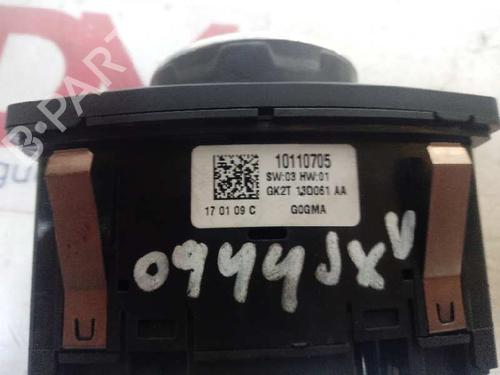 B-PART
10110705
SW:03 HW:01
GK2T 13D061 AA
17 01 09 C
G0GMA
0944JXV